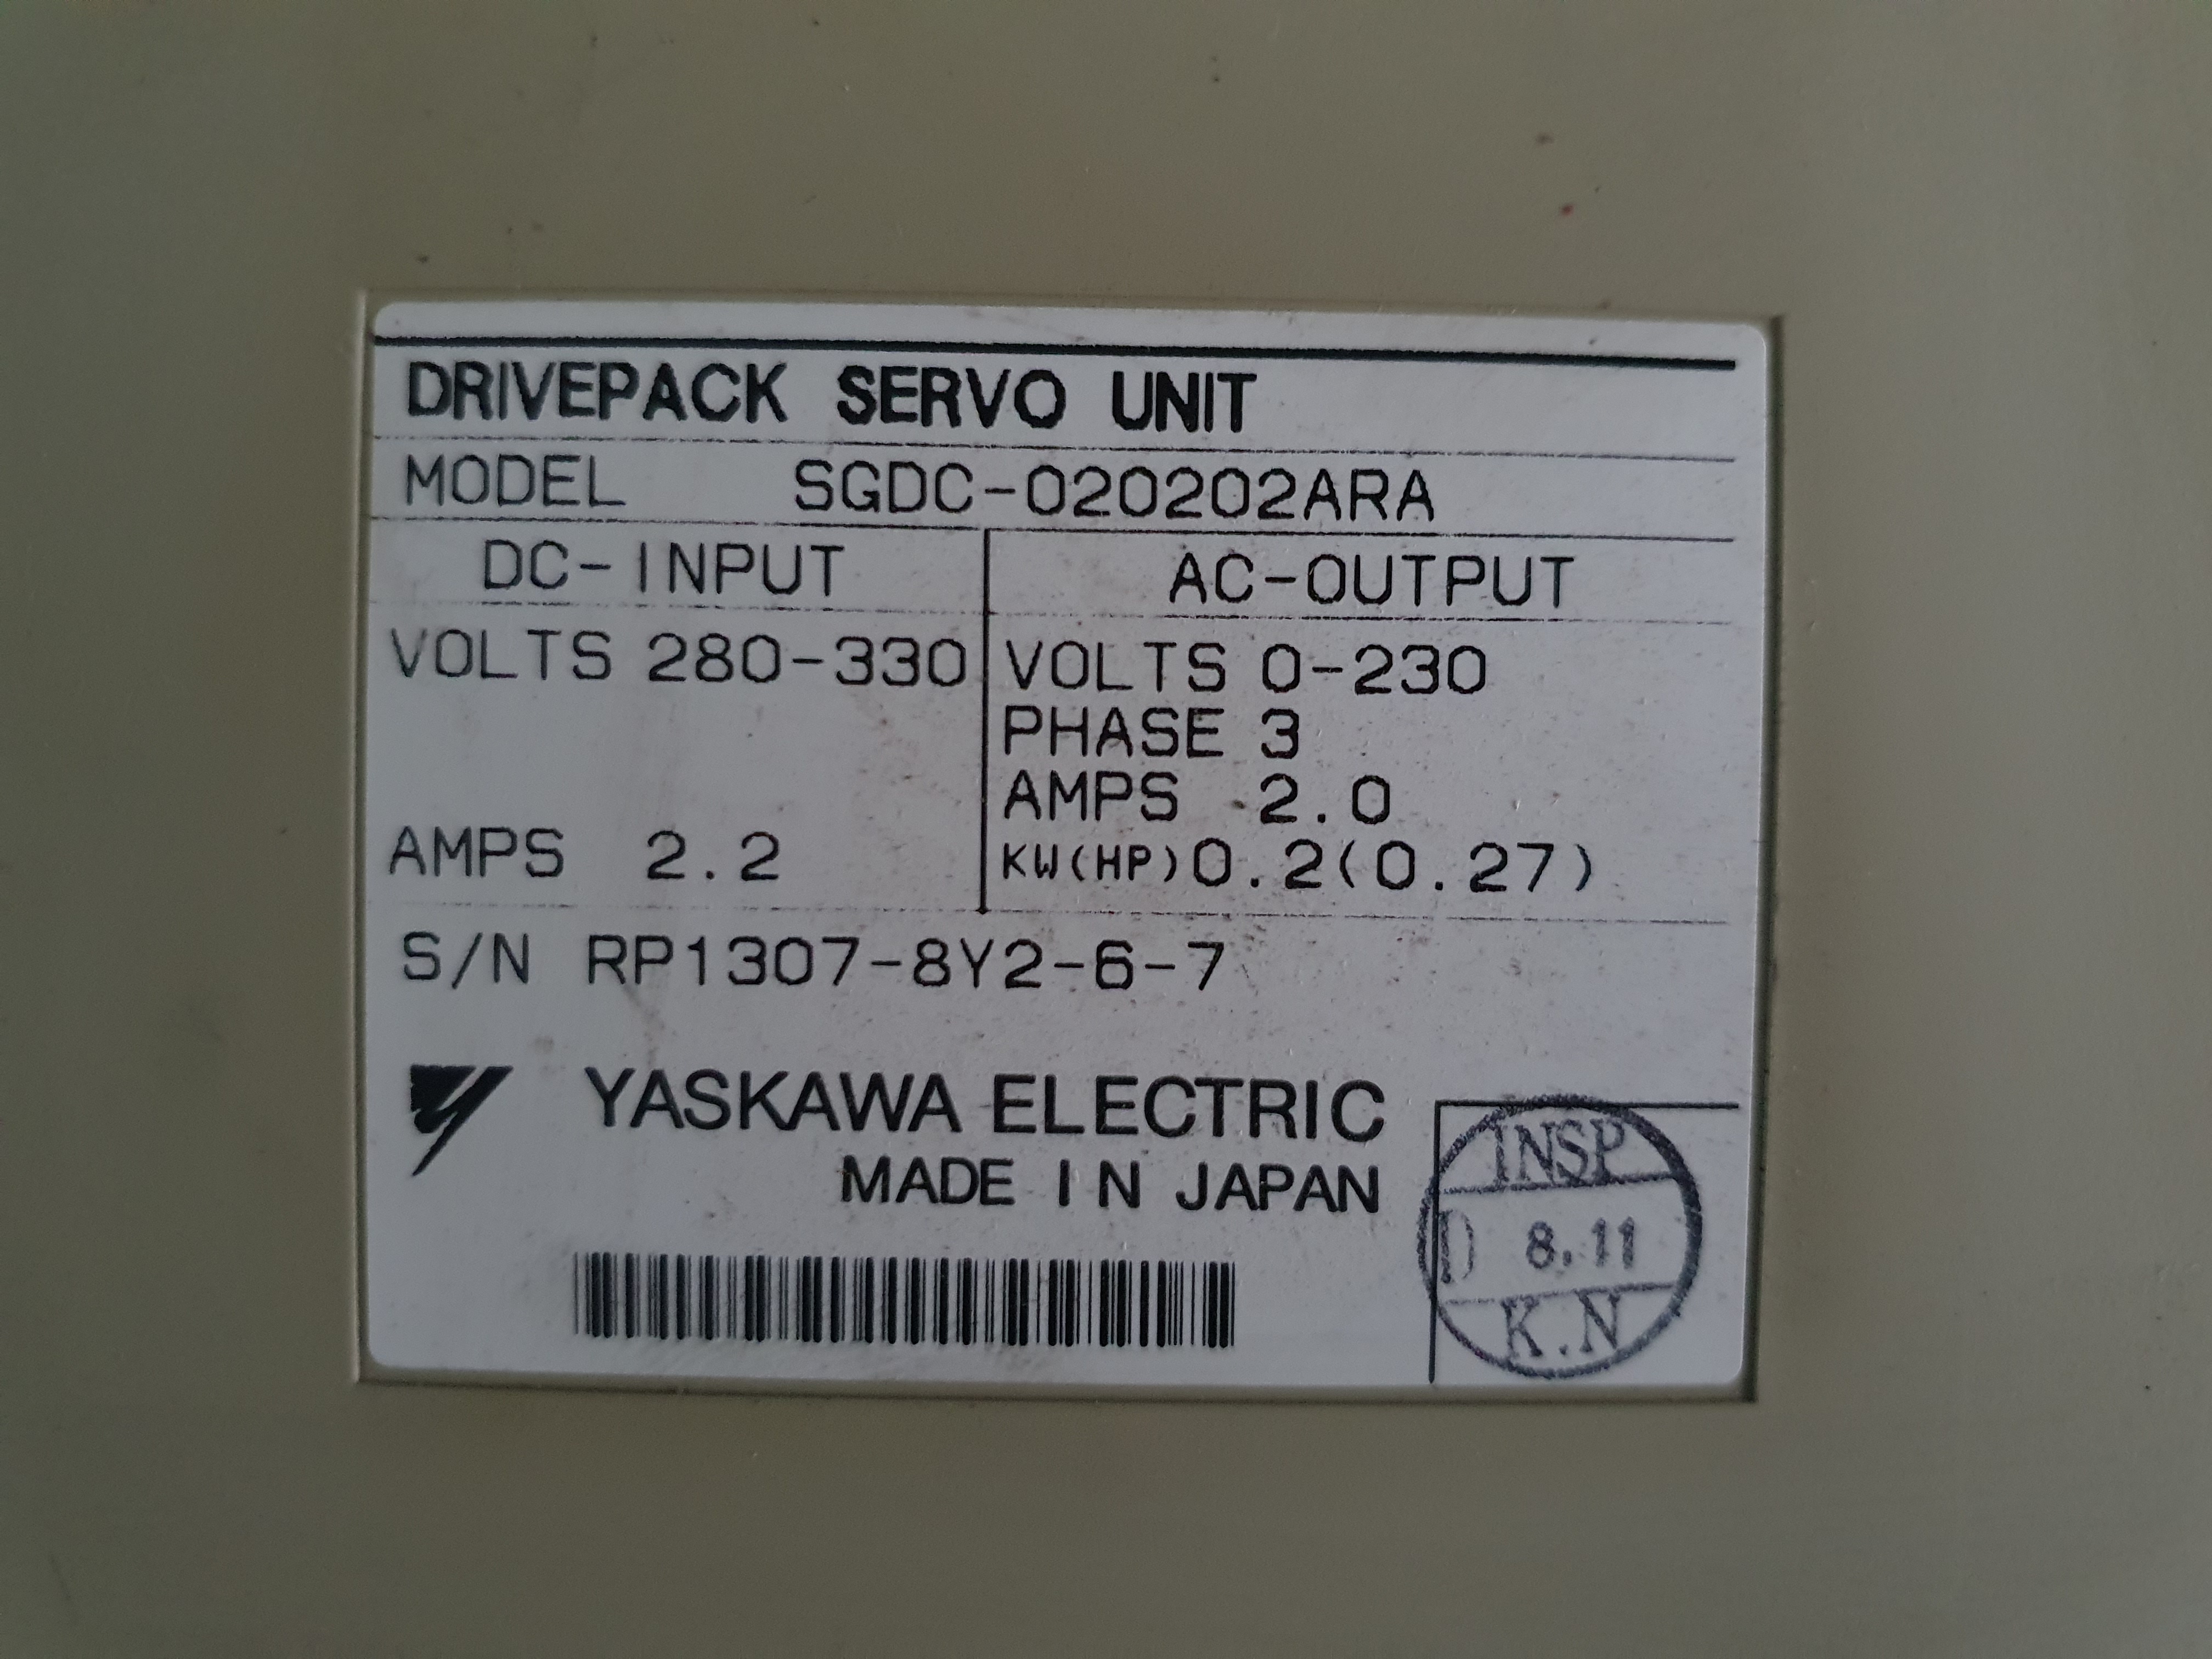 DRIVEPACK SERVO UNIT
MODEL SGDC-020202ARA
DC-INPUT
VOLTS 280-330
AMPS 2.2
AC-OUTPUT
VOLTS 0-230
PHASE 3
AMPS 2.0
KW(HP) 0.2(0.27)
S/N RP1307-8Y2-6-7
YASKAWA ELECTRIC
MADE IN JAPAN
INSP
8.11
K.N